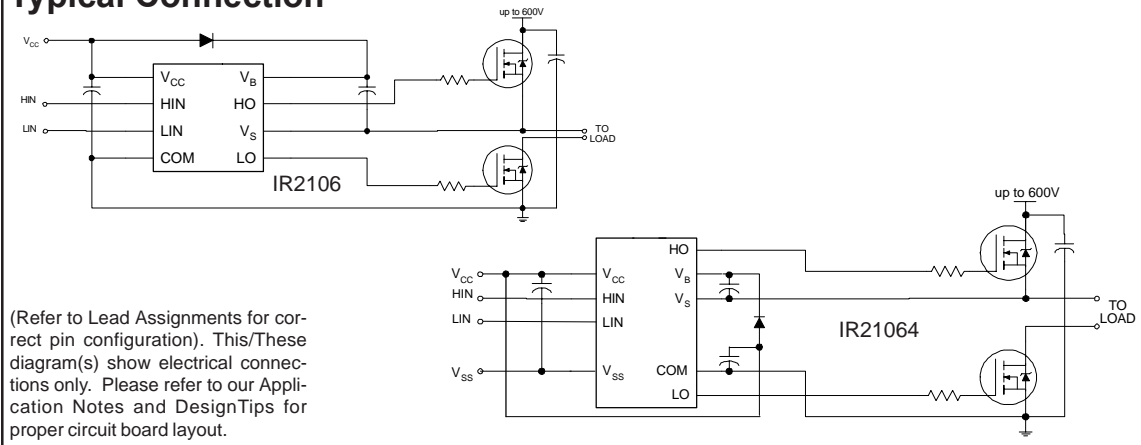 Typical Connection
up to 600V
VCC
VCC
VB
HIN
HIN
HO
LIN
LIN
VS
TO
LOAD
COM
LO
IR2106
up to 600V
HO
VCC
VCC
VB
HIN
HIN
VS
TO
LOAD
LIN
LIN
IR21064
VSS
VSS
COM
LO
(Refer to Lead Assignments for cor-
rect pin configuration). This/These
diagram(s) show electrical connec-
tions only. Please refer to our Appli-
cation Notes and DesignTips for
proper circuit board layout.